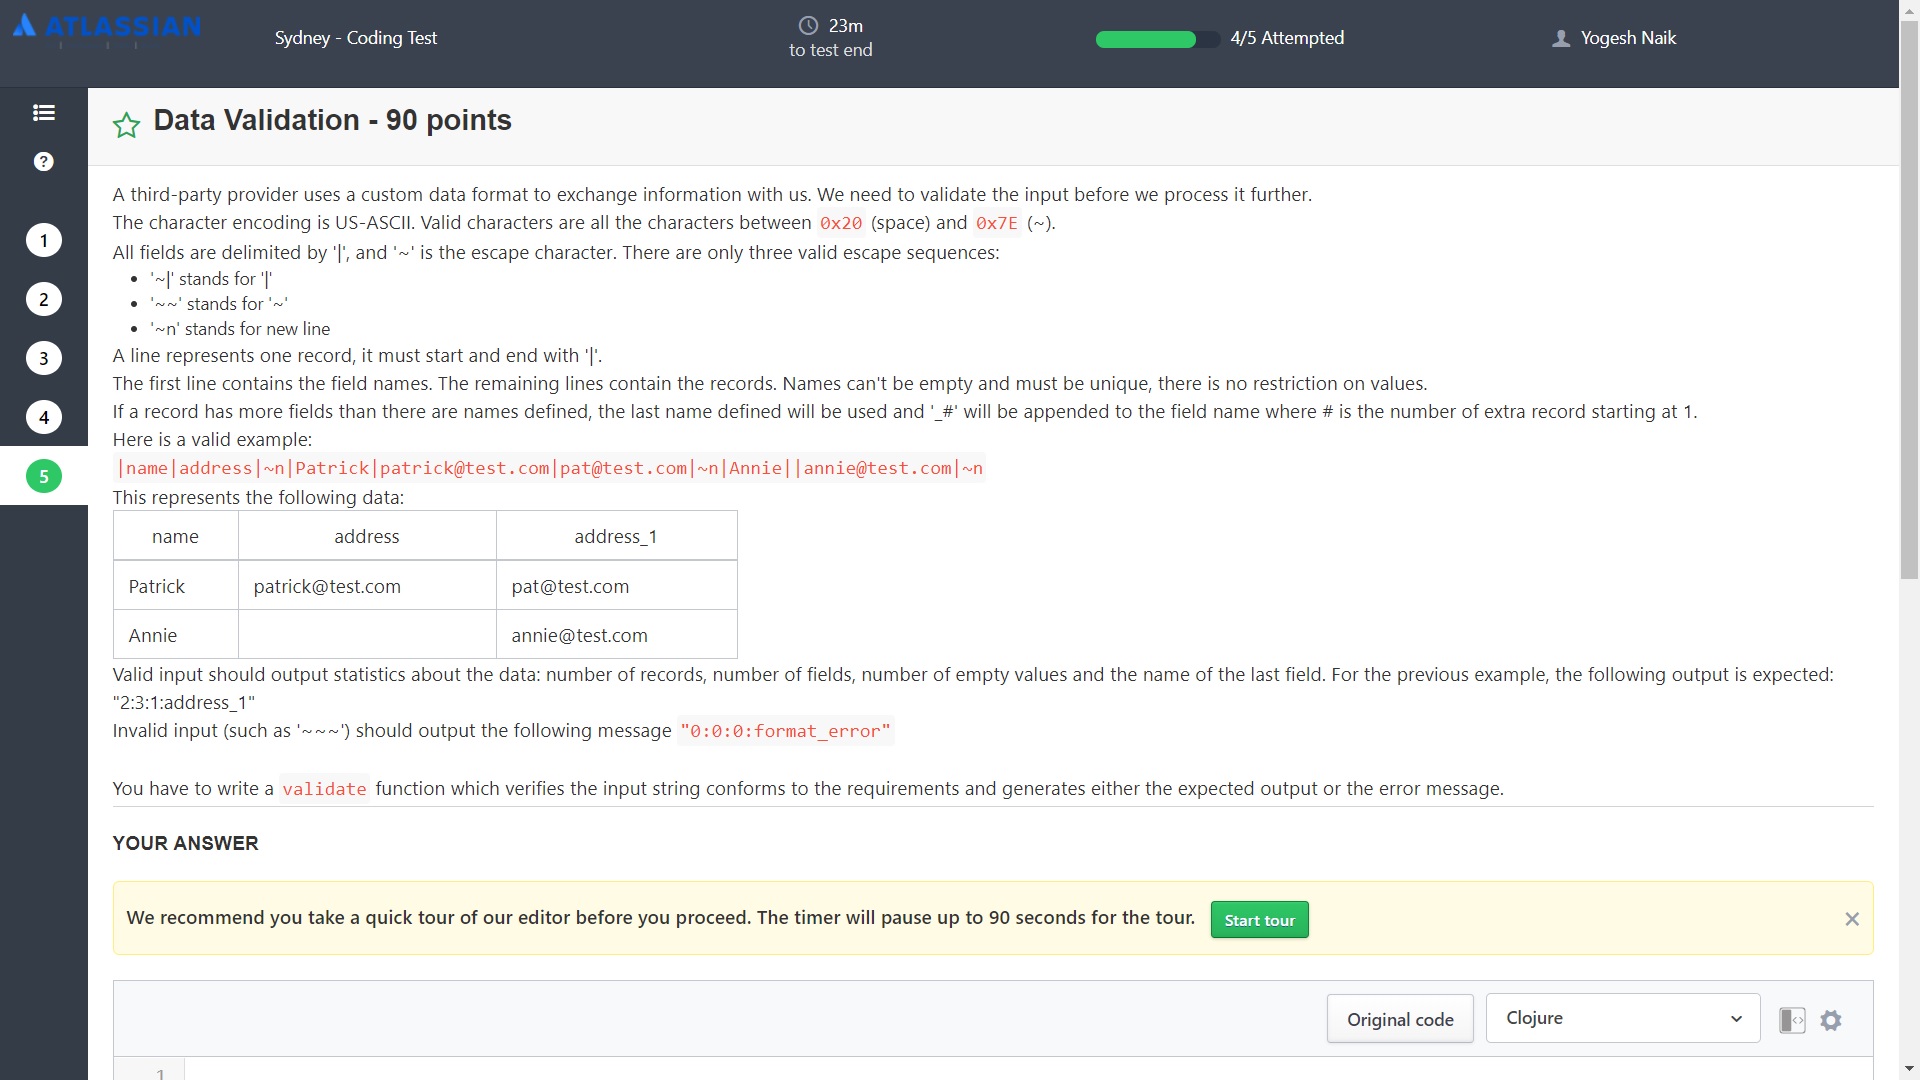 ATLASSIAN
Sydney - Coding Test
23m
to test end
4/5 Attempted
Yogesh Naik
Data Validation - 90 points
1
2
3
4
5
A third-party provider uses a custom data format to exchange information with us. We need to validate the input before we process it further.
The character encoding is US-ASCII. Valid characters are all the characters between 0x20 (space) and 0x7E (~).
All fields are delimited by '|', and '~' is the escape character. There are only three valid escape sequences:
• '~|' stands for '|'
• '~~' stands for '~'
• '~n' stands for new line
A line represents one record, it must start and end with '|'.
The first line contains the field names. The remaining lines contain the records. Names can't be empty and must be unique, there is no restriction on values.
If a record has more fields than there are names defined, the last name defined will be used and '_#' will be appended to the field name where # is the number of extra record starting at 1.
Here is a valid example:
|name|address|~n|Patrick|patrick@test.com|pat@test.com|~n|Annie||annie@test.com|~n
This represents the following data:
name address address_1
Patrick patrick@test.com pat@test.com
Annie annie@test.com
Valid input should output statistics about the data: number of records, number of fields, number of empty values and the name of the last field. For the previous example, the following output is expected:
"2:3:1:address_1"
Invalid input (such as '~~~') should output the following message "0:0:0:format_error"
You have to write a validate function which verifies the input string conforms to the requirements and generates either the expected output or the error message.
YOUR ANSWER
We recommend you take a quick tour of our editor before you proceed. The timer will pause up to 90 seconds for the tour.
Start tour
Original code
Clojure
1